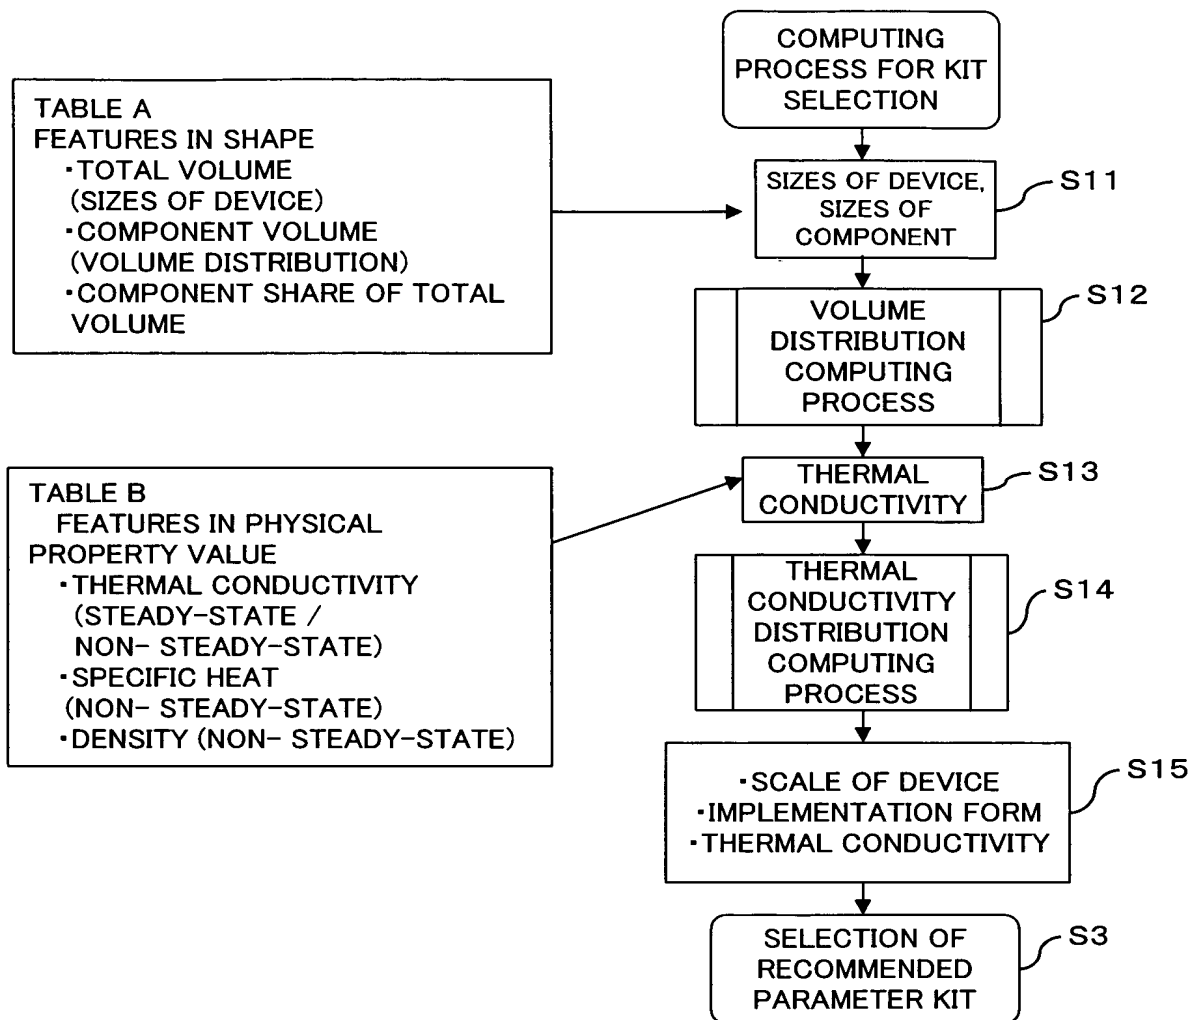 COMPUTING
PROCESS FOR KIT
SELECTION
TABLE A
FEATURES IN SHAPE
・TOTAL VOLUME
(SIZES OF DEVICE)
・COMPONENT VOLUME
(VOLUME DISTRIBUTION)
・COMPONENT SHARE OF TOTAL
VOLUME
SIZES OF DEVICE,
SIZES OF
COMPONENT
S11
VOLUME
DISTRIBUTION
COMPUTING
PROCESS
S12
TABLE B
FEATURES IN PHYSICAL
PROPERTY VALUE
・THERMAL CONDUCTIVITY
(STEADY-STATE /
NON- STEADY-STATE)
・SPECIFIC HEAT
(NON- STEADY-STATE)
・DENSITY (NON- STEADY-STATE)
THERMAL
CONDUCTIVITY
S13
THERMAL
CONDUCTIVITY
DISTRIBUTION
COMPUTING
PROCESS
S14
・SCALE OF DEVICE
・IMPLEMENTATION FORM
・THERMAL CONDUCTIVITY
S15
SELECTION OF
RECOMMENDED
PARAMETER KIT
S3